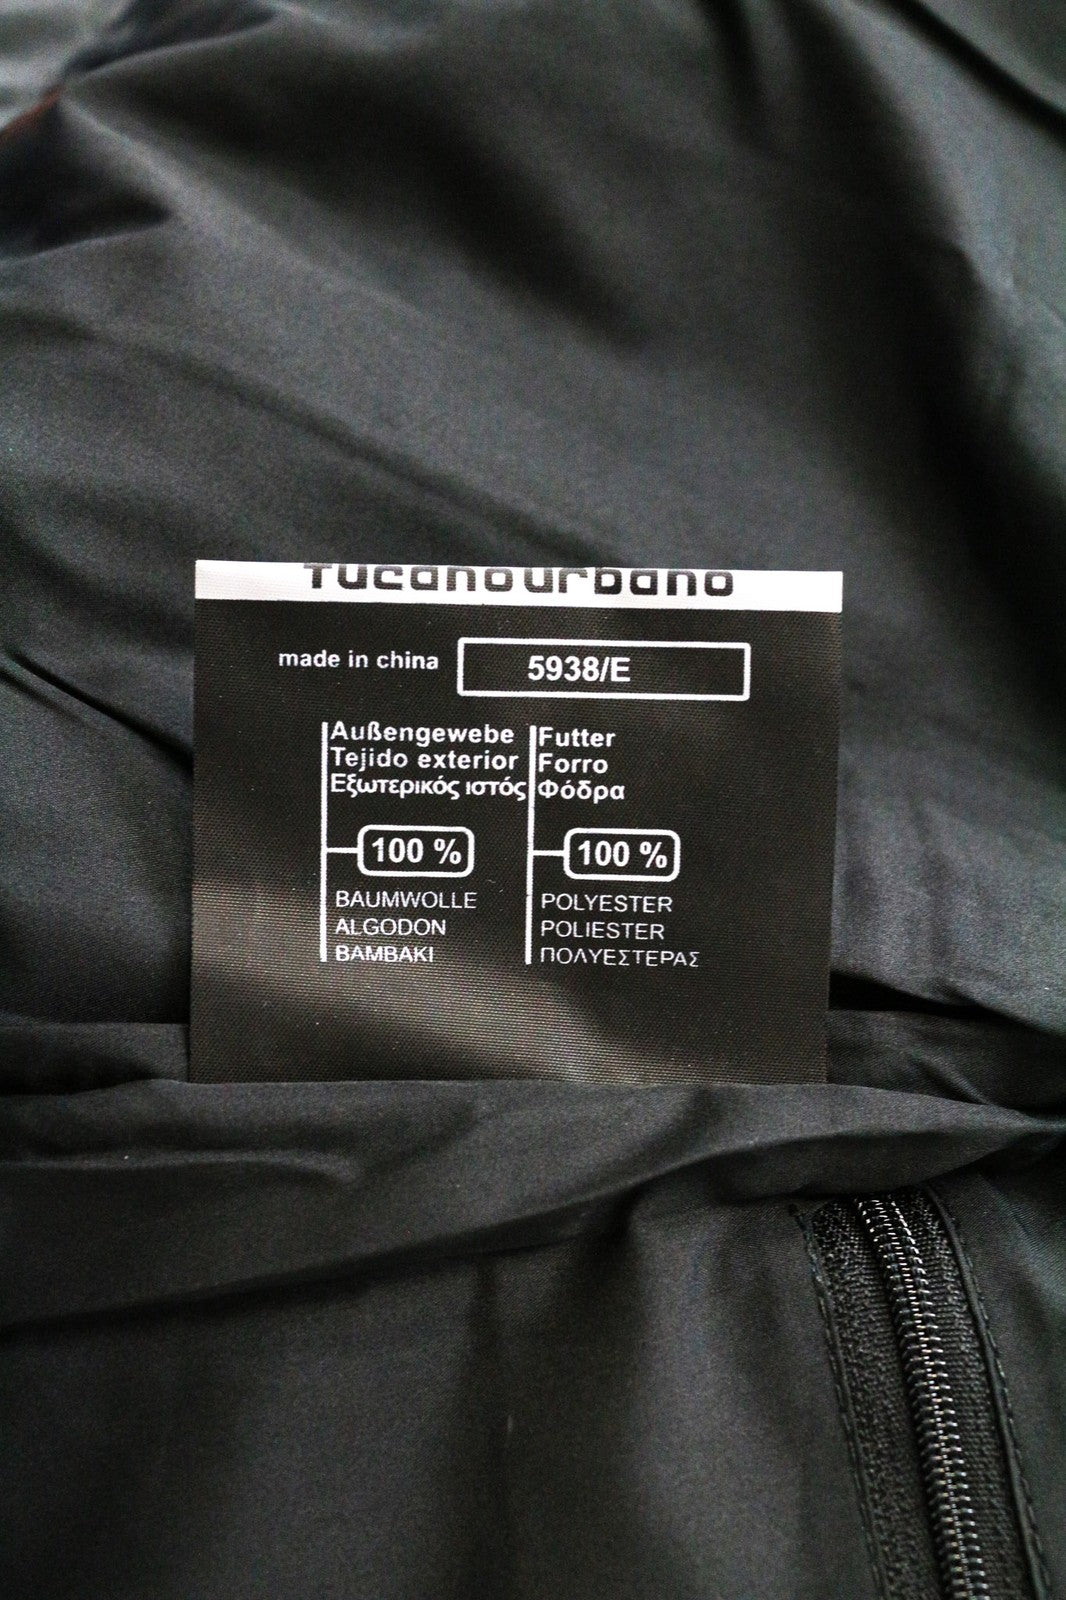 Tucanourbano
made in china 5938/E
Außengewebe
Tejido exterior
Εξωτερικός ιστός
100 %
BAUMWOLLE
ALGODON
ΒΑΜΒΑΚΙ
Futter
Forro
Φόδρα
100 %
POLYESTER
POLIESTER
ΠΟΛΥΕΣΤΕΡΑΣ